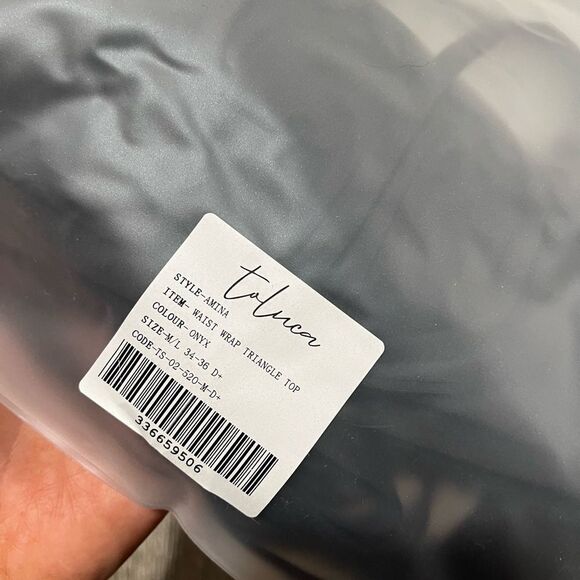 toluca
STYLE-AMINA
ITEM- WAIST WRAP TRIANGLE TOP
COLOUR-ONYX
SIZE-M/L 34-36 D+
CODE-TS-02-520-M-D+
336659506